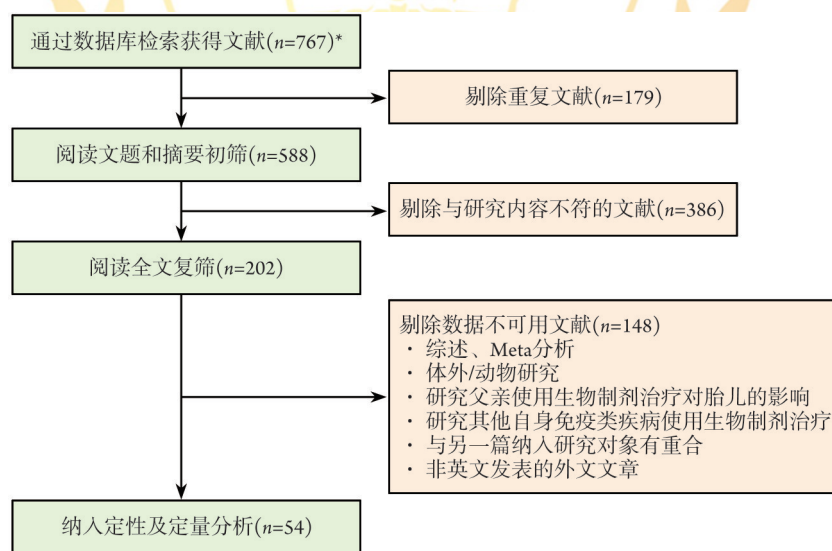 通过数据库检索获得文献(n=767)*
剔除重复文献(n=179)
阅读文题和摘要初筛(n=588)
剔除与研究内容不符的文献(n=386)
阅读全文复筛(n=202)
剔除数据不可用文献(n=148)
· 综述、Meta分析
· 体外/动物研究
· 研究父亲使用生物制剂治疗对胎儿的影响
· 研究其他自身免疫类疾病使用生物制剂治疗
· 与另一篇纳入研究对象有重合
· 非英文发表的外文文章
纳入定性及定量分析(n=54)